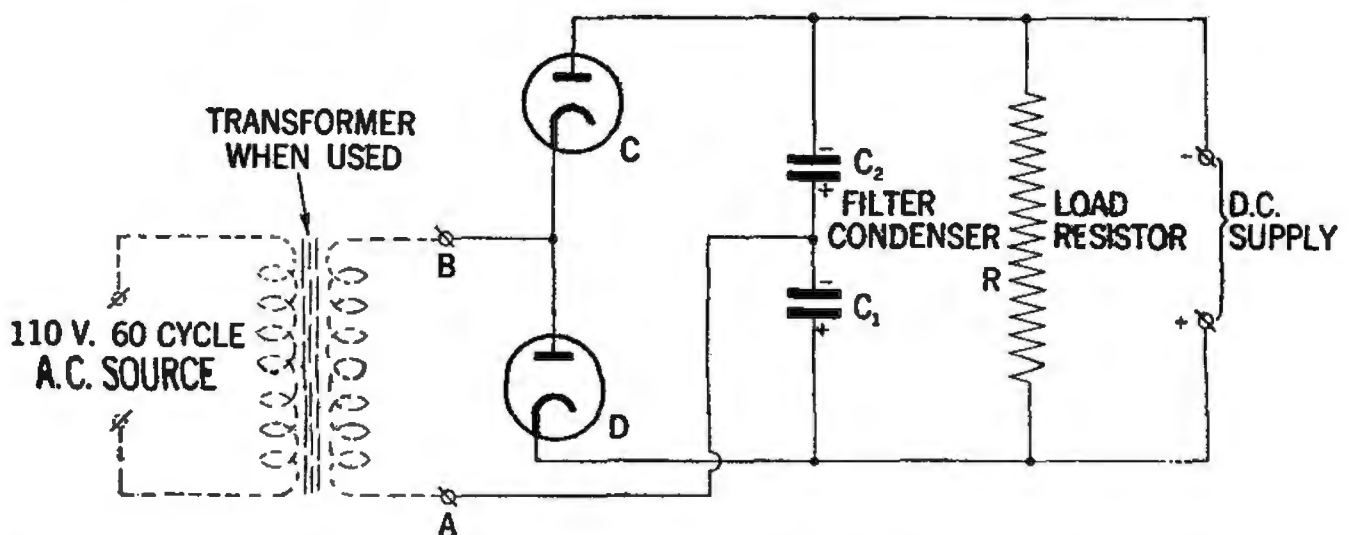 TRANSFORMER
WHEN USED
C
-
C₂
+
FILTER
CONDENSER
LOAD
RESISTOR
R
-
D.C.
SUPPLY
+
B
-
C₁
+
110 V. 60 CYCLE
A.C. SOURCE
D
A